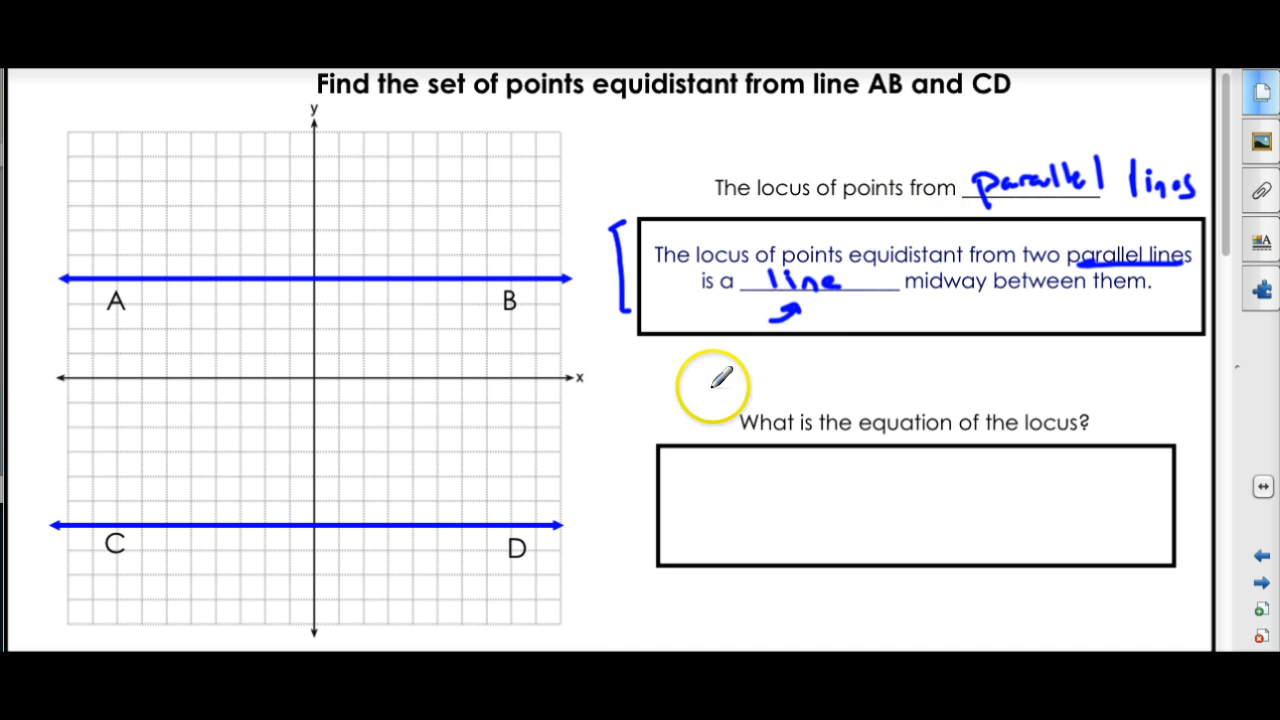 Find the set of points equidistant from line AB and CD
y
The locus of points from parallel lines
The locus of points equidistant from two parallel lines
is a line midway between them.
A
B
x
What is the equation of the locus?
C
D